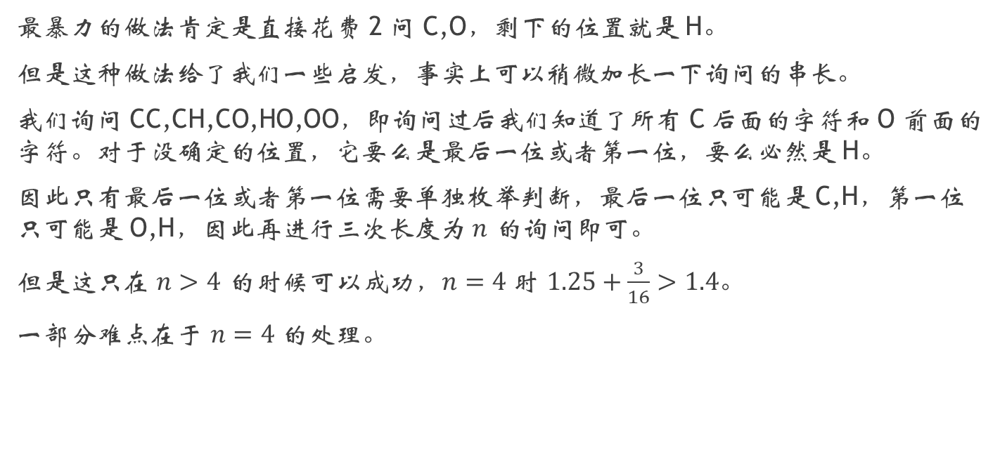 最暴力的做法肯定是直接花费 2 问 C,O，剩下的位置就是 H。
但是这种做法给了我们一些启发，事实上可以稍微加长一下询问的串长。
我们询问 CC,CH,CO,HO,OO，即询问过后我们知道了所有 C 后面的字符和 O 前面的
字符。对于没确定的位置，它要么是最后一位或者第一位，要么必然是 H。
因此只有最后一位或者第一位需要单独枚举判断，最后一位只可能是 C,H，第一位
只可能是 O,H，因此再进行三次长度为 n 的询问即可。
但是这只在 n > 4 的时候可以成功，n = 4 时 1.25 + 3/16 > 1.4。
一部分难点在于 n = 4 的处理。